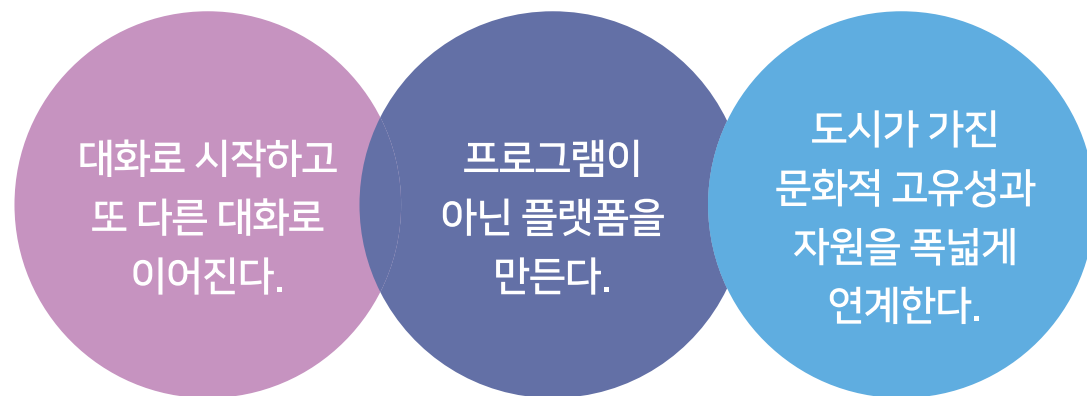 대화로 시작하고
또 다른 대화로
이어진다.
프로그램이
아닌 플랫폼을
만든다.
도시가 가진
문화적 고유성과
자원을 폭넓게
연계한다.